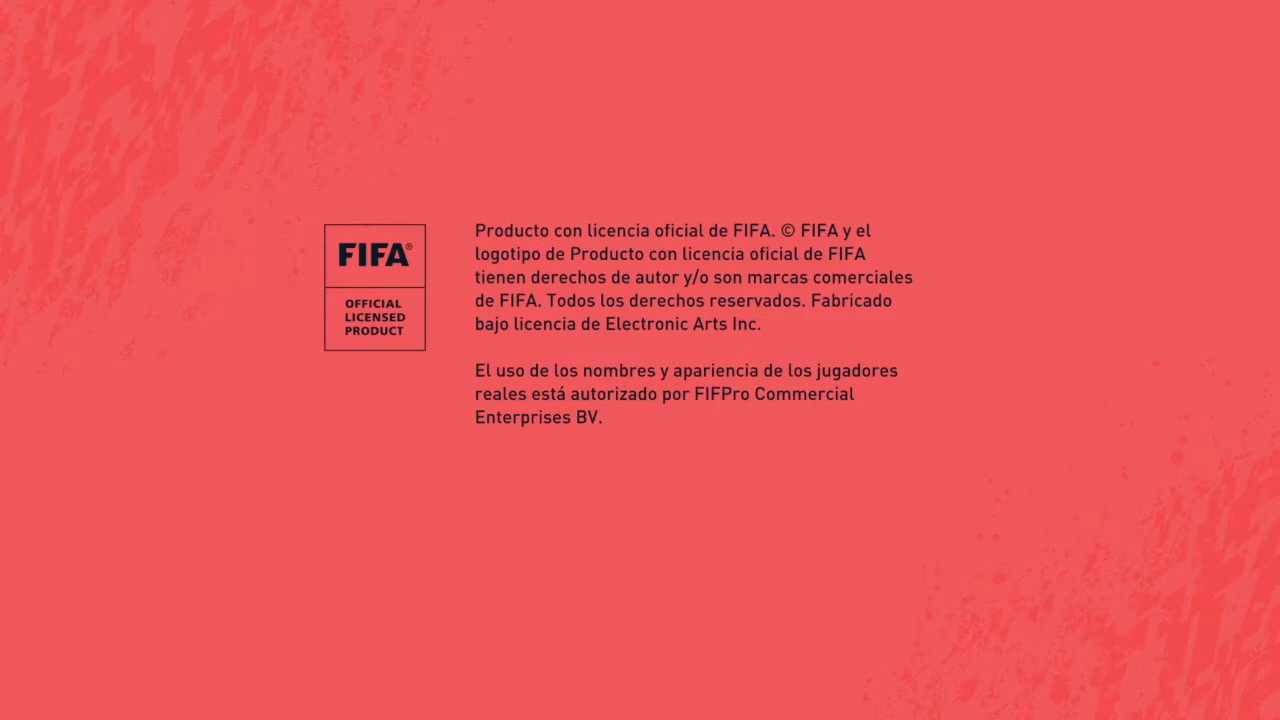 FIFA®
OFFICIAL
LICENSED
PRODUCT
Producto con licencia oficial de FIFA. © FIFA y el
logotipo de Producto con licencia oficial de FIFA
tienen derechos de autor y/o son marcas comerciales
de FIFA. Todos los derechos reservados. Fabricado
bajo licencia de Electronic Arts Inc.
El uso de los nombres y apariencia de los jugadores
reales está autorizado por FIFPro Commercial
Enterprises BV.